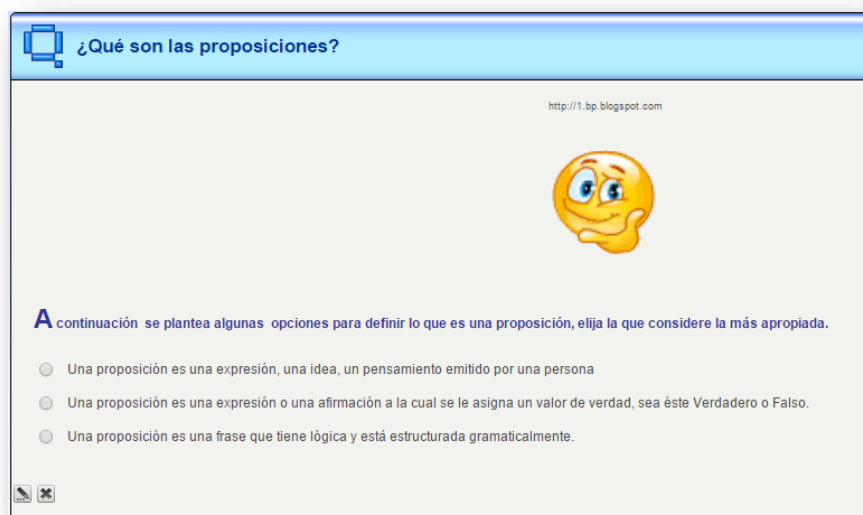 ¿Qué son las proposiciones?
http://1.bp.blogspot.com
A continuación se plantea algunas opciones para definir lo que es una proposición, elija la que considere la más apropiada.
Una proposición es una expresión, una idea, un pensamiento emitido por una persona
Una proposición es una expresión o una afirmación a la cual se le asigna un valor de verdad, sea éste Verdadero o Falso.
Una proposición es una frase que tiene lógica y está estructurada gramaticalmente.